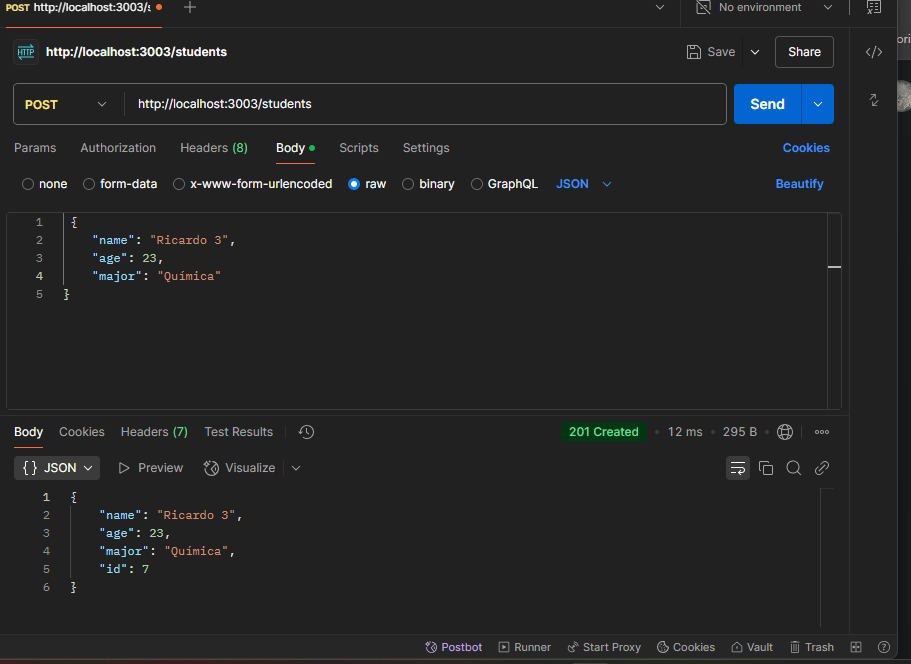 POST http://localhost:3003/s
No environment
HTTP http://localhost:3003/students
Save
Share
POST http://localhost:3003/students
Send
Params Authorization Headers (8) Body Scripts Settings Cookies
none form-data x-www-form-urlencoded raw binary GraphQL JSON Beautify
1 {
2 "name": "Ricardo 3",
3 "age": 23,
4 "major": "Química"
5 }
Body Cookies Headers (7) Test Results 201 Created 12 ms 295 B
{} JSON Preview Visualize
1 {
2 "name": "Ricardo 3",
3 "age": 23,
4 "major": "Química",
5 "id": 7
6 }
Postbot Runner Start Proxy Cookies Vault Trash